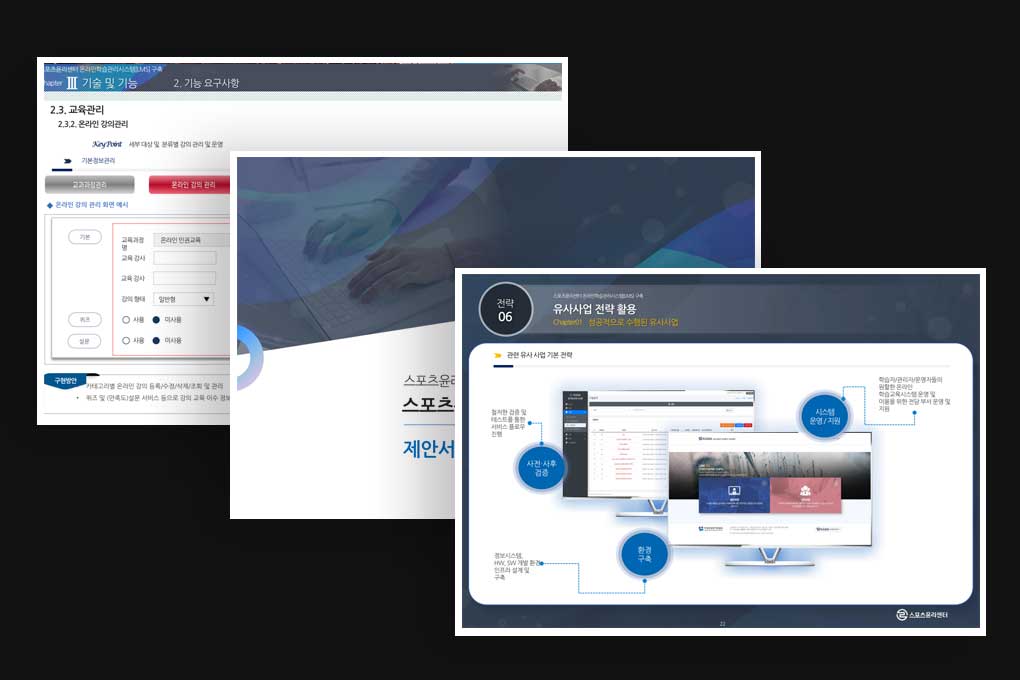 스포츠윤리센터 온라인학습관리시스템[LMS] 구축
hapter Ⅲ 기술 및 기능
2. 기능 요구사항
2.3. 교육관리
2.3.2. 온라인 강의관리
KeyPoint 세부 대상 및 분류별 강의 관리 및 운영
기본정보관리
교과과정관리
온라인 강의 관리
온라인 강의 관리 화면 예시
기본
교육과정명
온라인 인권교육
교육 강사
교육 강사
강의 형태
일반형
퀴즈
사용
미사용
설문
사용
미사용
구현방안
카테고리별 온라인 강의 등록/수정/삭제/조회 및 관리
• 퀴즈 및 (만족도)설문 서비스 등으로 강의 교육 이수 정보
스포츠윤리
스포츠
제안서
전략
06
스포츠윤리센터 온라인학습관리시스템[LMS] 구축
유사사업 전략 활용
Chapter01 성공적으로 수행된 유사사업
관련 유사 사업 기본 전략
철저한 검증 및
테스트를 통한
서비스 플로우
진행
사전·사후
검증
시스템
운영 / 지원
학습자/관리자/운영자들의
원활한 온라인
학습교육시스템 운영 및
이용을 위한 전담 부서 운영 및
지원
환경
구축
정보시스템,
HW, SW 개발 환경
인프라 설계 및
구축
스포츠윤리센터
22